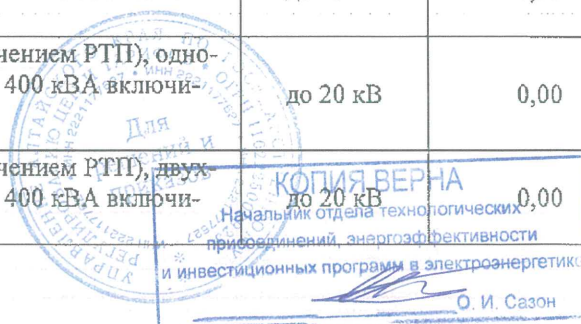 чением РТП), одно-
400 кВА включи-
до 20 кВ
0,00
Для
чением РТП), двух-
400 кВА включи-
до 20 кВ
0,00
КОПИЯ ВЕРНА
Начальник отдела технологических
присоединений, энергоэффективности
и инвестиционных программ в электроэнергетике
О. И. Сазон